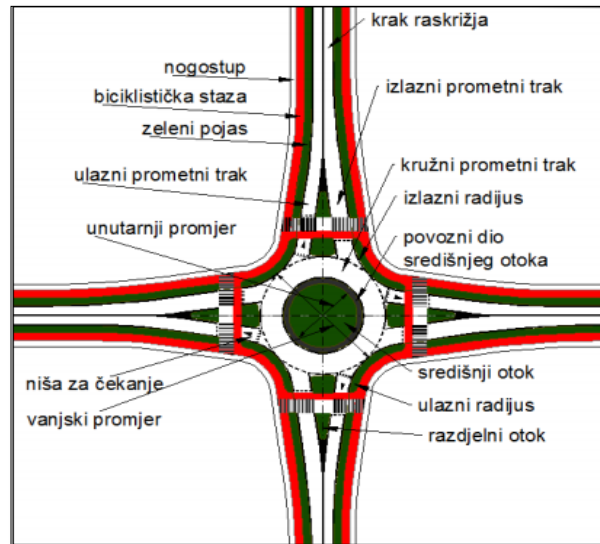 krak raskrižja
nogostup
biciklistička staza
zeleni pojas
ulazni prometni trak
unutarnji promjer
izlazni prometni trak
kružni prometni trak
izlazni radijus
povozni dio
središnjeg otoka
niša za čekanje
vanjski promjer
središnji otok
ulazni radijus
razdjelni otok